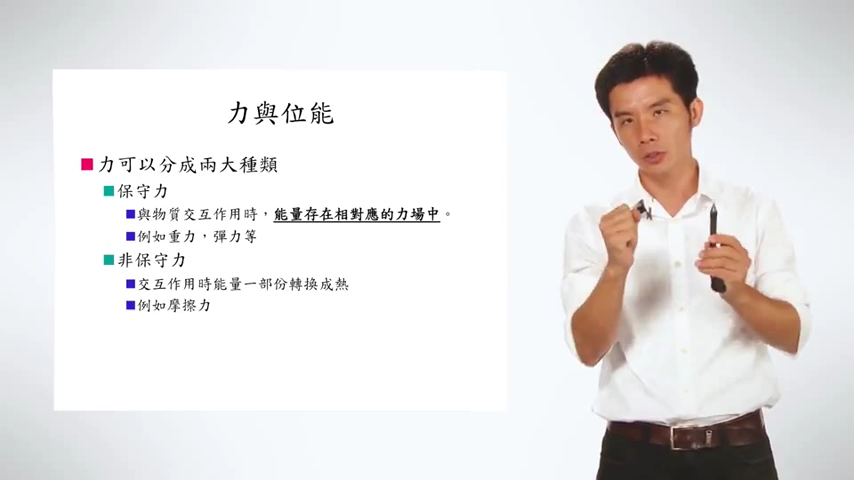 力與位能
力可以分成兩大種類
保守力
與物質交互作用時，能量存在相對應的力場中。
例如重力，彈力等
非保守力
交互作用時能量一部份轉換成熱
例如摩擦力